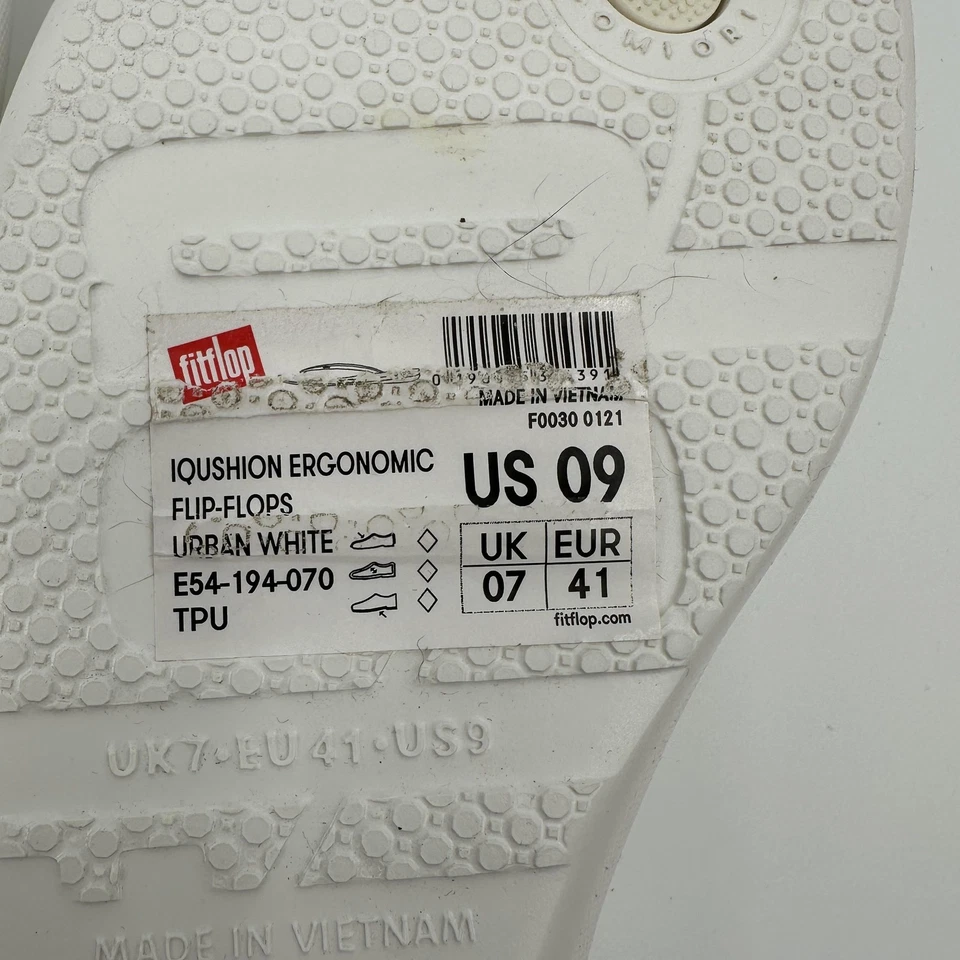 fitflop
MADE IN VIETNAM
F0030 0121
IQUSHION ERGONOMIC
FLIP-FLOPS
URBAN WHITE
E54-194-070
TPU
US 09
UK EUR
07 41
fitflop.com
UK7·EU41·US9
MADE IN VIETNAM